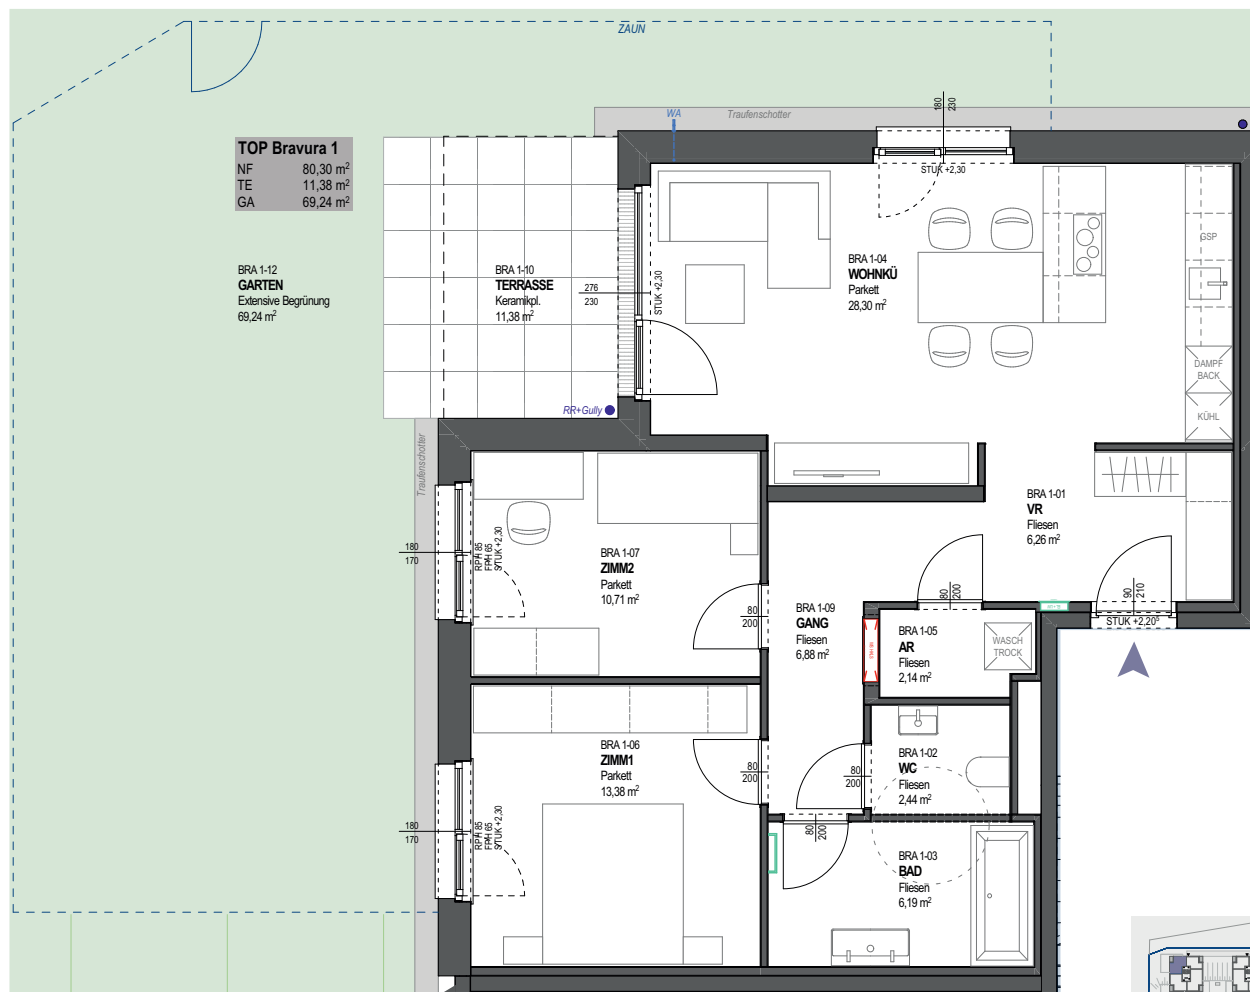 ZAUN
WA
Traufenschotter
180
230
STUK +2,30
TOP Bravura 1
NF 80,30 m²
TE 11,38 m²
GA 69,24 m²
BRA 1-12
GARTEN
Extensive Begrünung
69,24 m²
BRA 1-10
TERRASSE
Keramikpl.
11,38 m²
276
230
STUK +2,30
RR+Gully
BRA 1-04
WOHNKÜ
Parkett
28,30 m²
GSP
DAMPF
BACK
KÜHL
Traufenschotter
BRA 1-01
VR
Fliesen
6,26 m²
180
170
RPH 85
FPH 65
STUK +2,30
BRA 1-07
ZIMM2
Parkett
10,71 m²
80
200
BRA 1-09
GANG
Fliesen
6,88 m²
80
200
90
210
STUK +2,20⁵
BRA 1-05
AR
Fliesen
2,14 m²
WASCH
TROCK
BRA 1-06
ZIMM1
Parkett
13,38 m²
80
200
80
200
BRA 1-02
WC
Fliesen
2,44 m²
180
170
RPH 85
FPH 65
STUK +2,30
80
200
BRA 1-03
BAD
Fliesen
6,19 m²